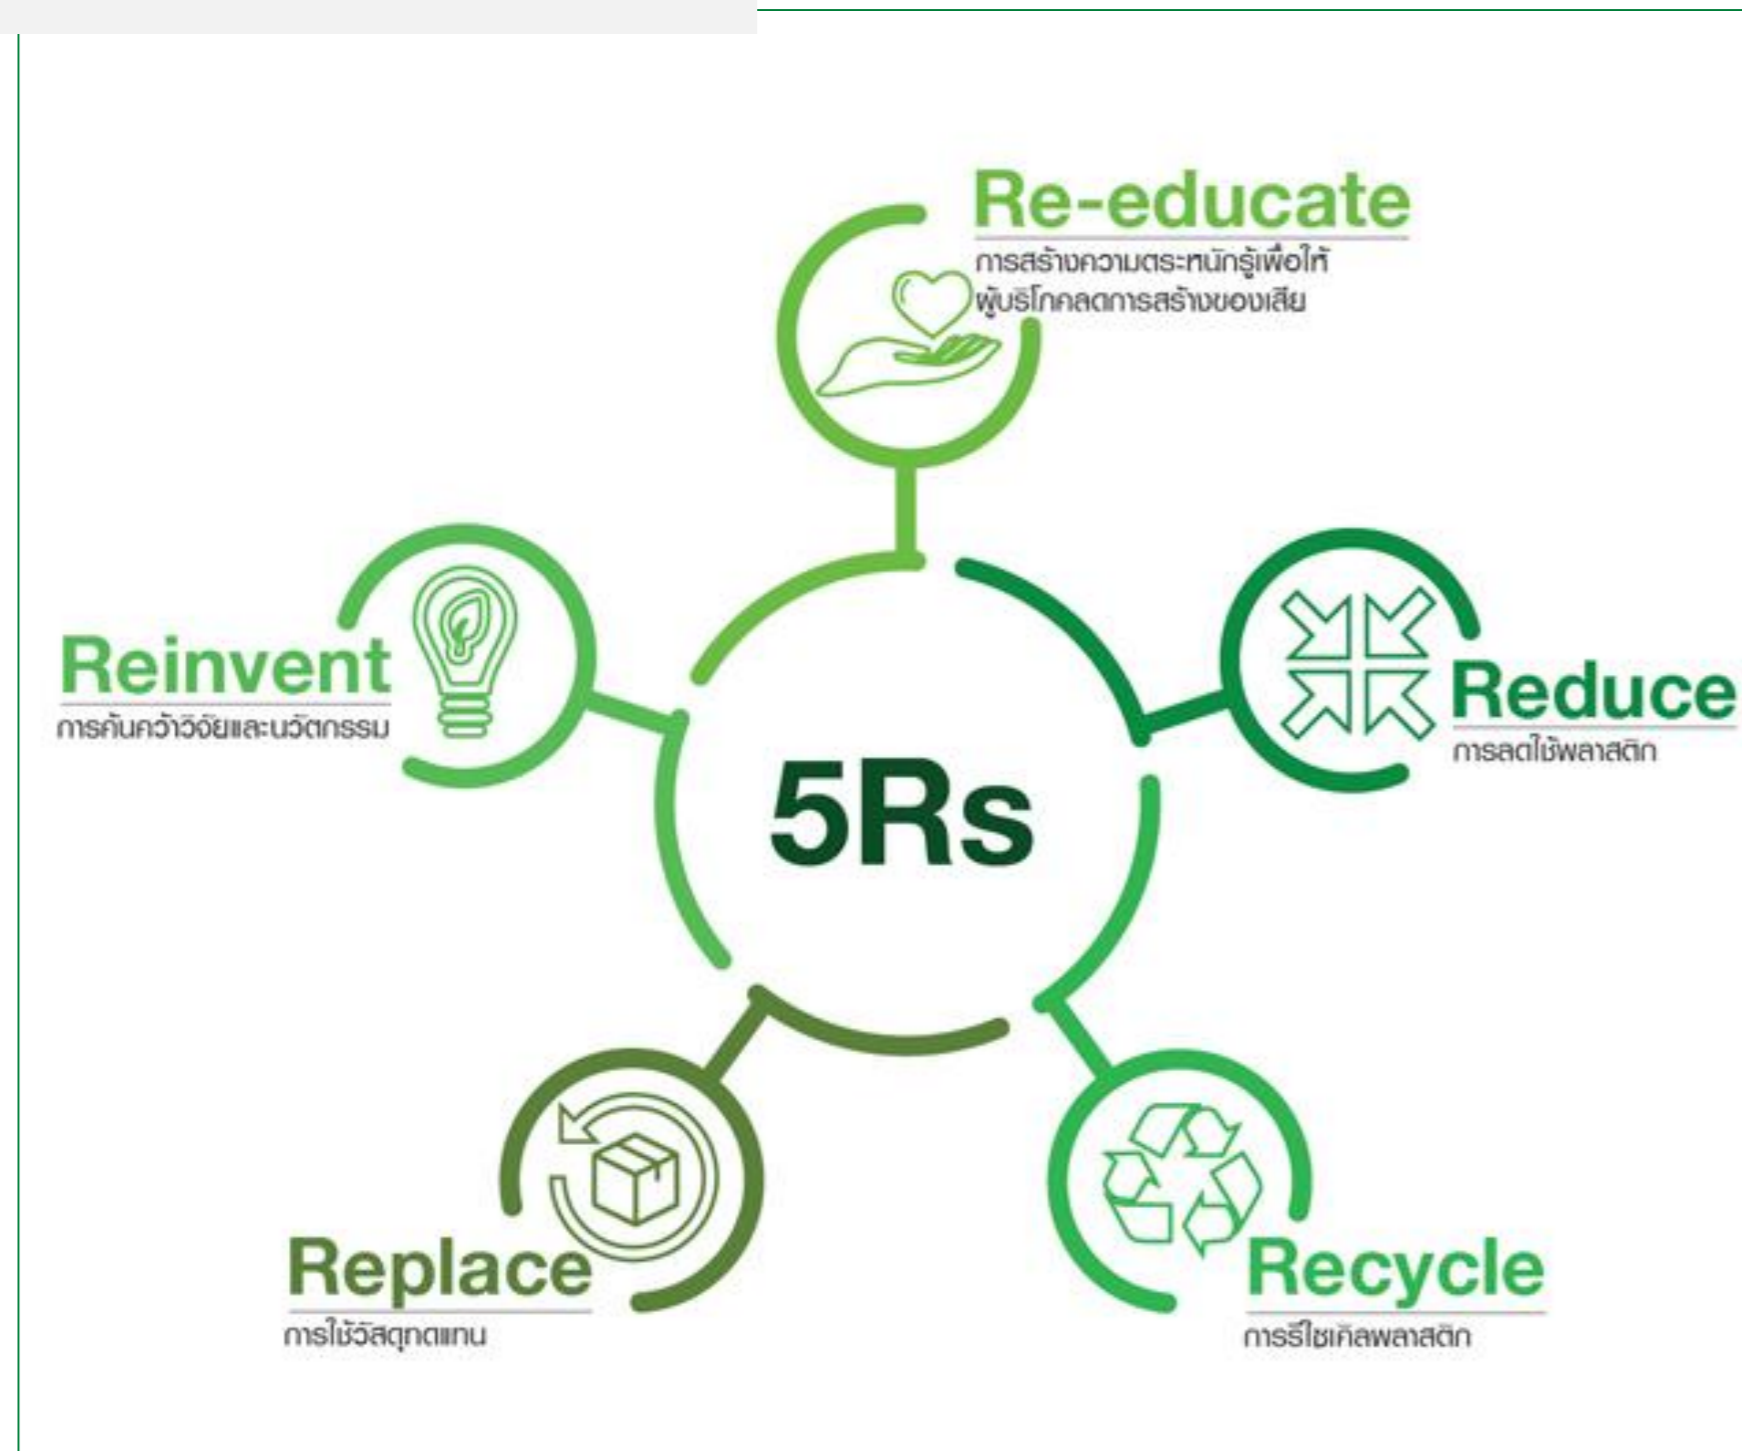 Re-educate
การสร้างความตระหนักรู้เพื่อให้
ผู้บริโภคลดการสร้างของเสีย
Reinvent
การค้นคว้าวิจัยและนวัตกรรม
Reduce
การลดใช้พลาสติก
5Rs
Replace
การใช้วัสดุทดแทน
Recycle
การรีไซเคิลพลาสติก